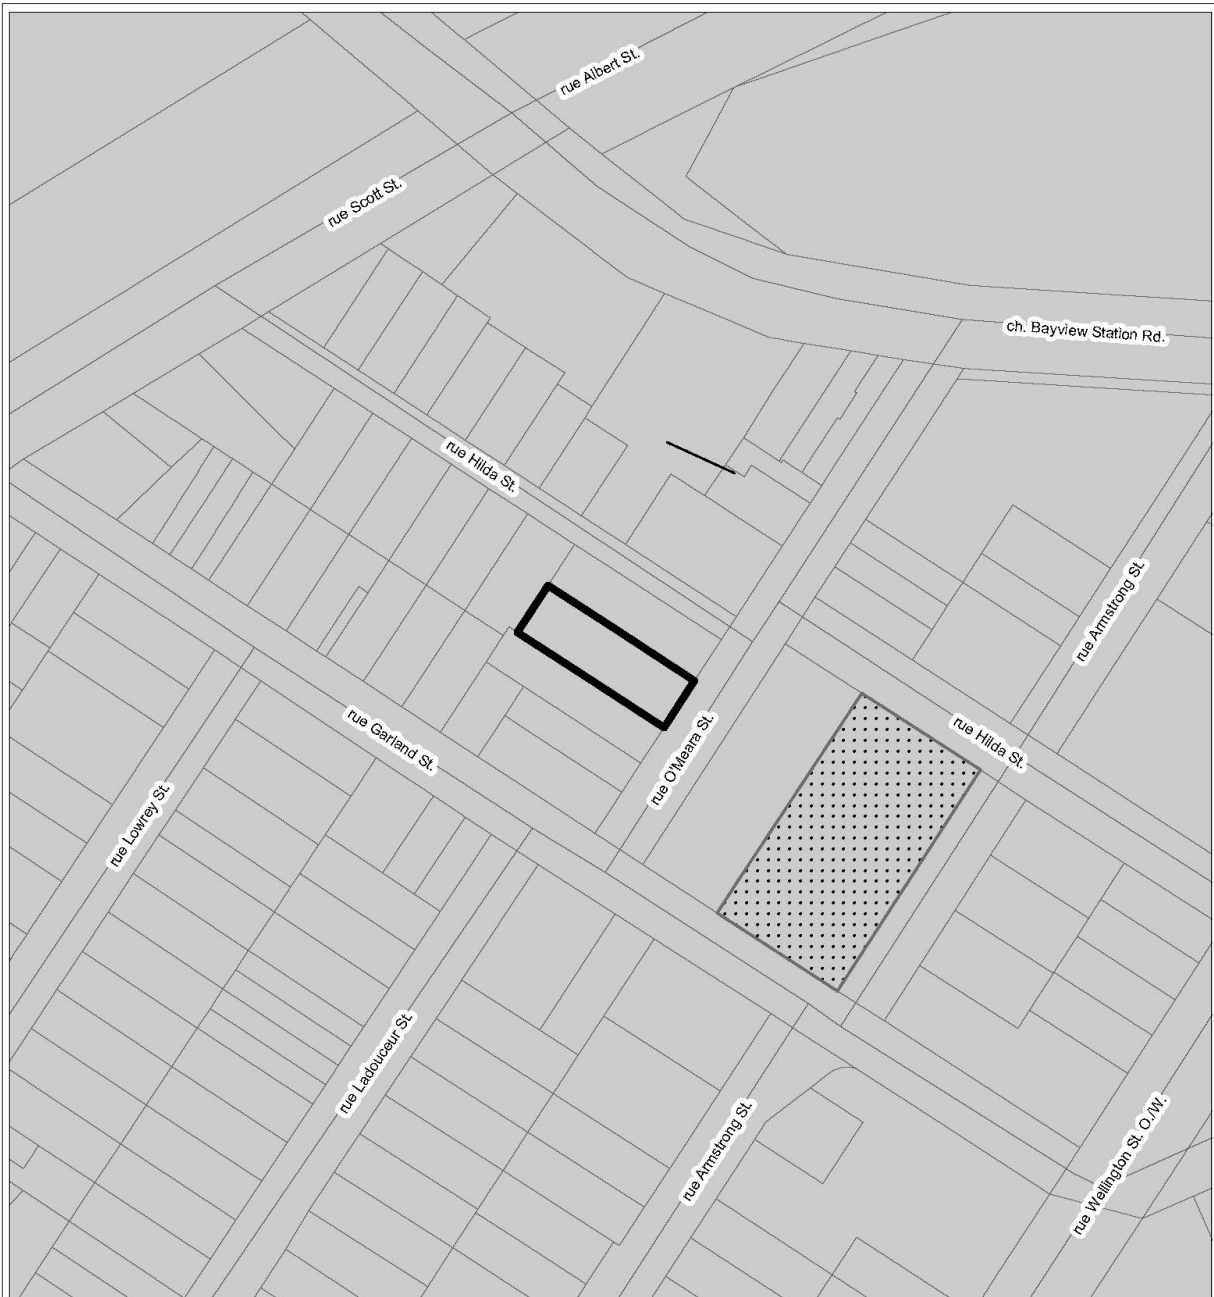 rue Albert St.
rue Scott St.
ch. Bayview Station Rd.
rue Hilda St.
rue Armstrong St.
rue Garland St.
rue O'Meara St.
rue Hilda St.
rue Lowrey St.
rue Ladouceur St.
rue Armstrong St.
rue Wellington St. O./W.